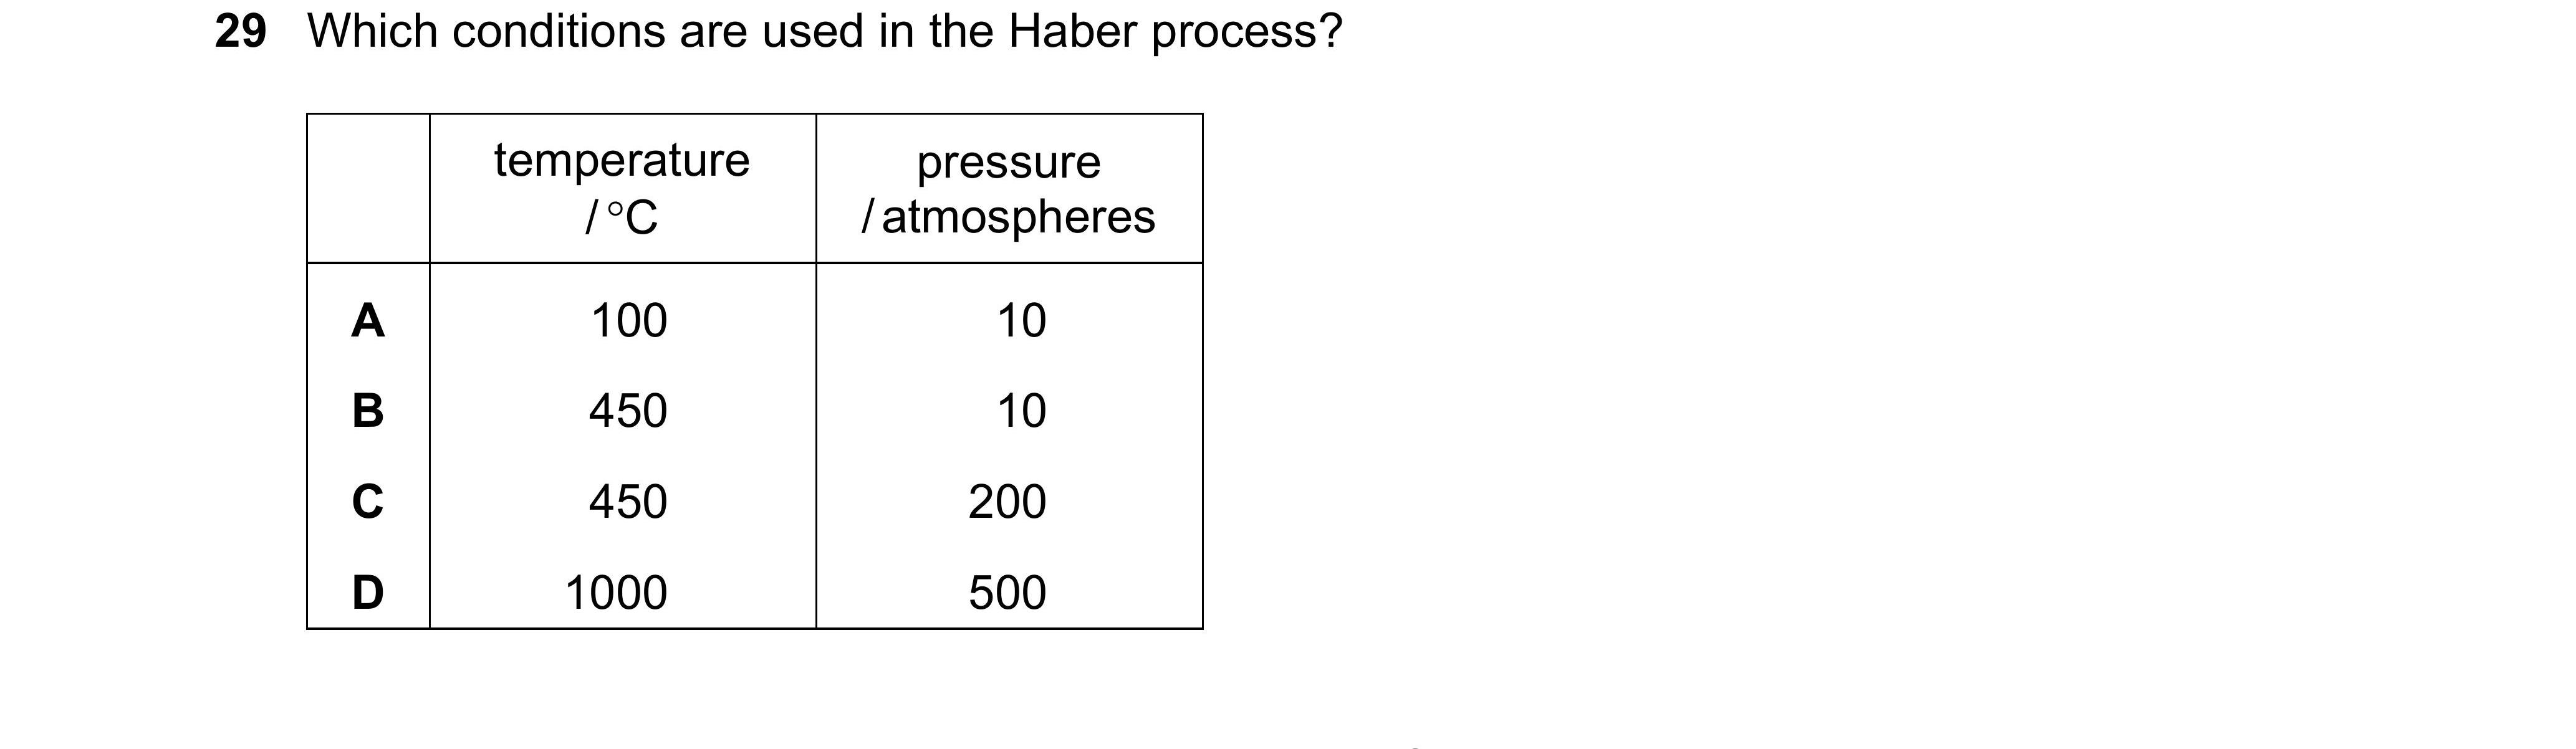 29 Which conditions are used in the Haber process?
temperature / °C pressure / atmospheres
A 100 10
B 450 10
C 450 200
D 1000 500